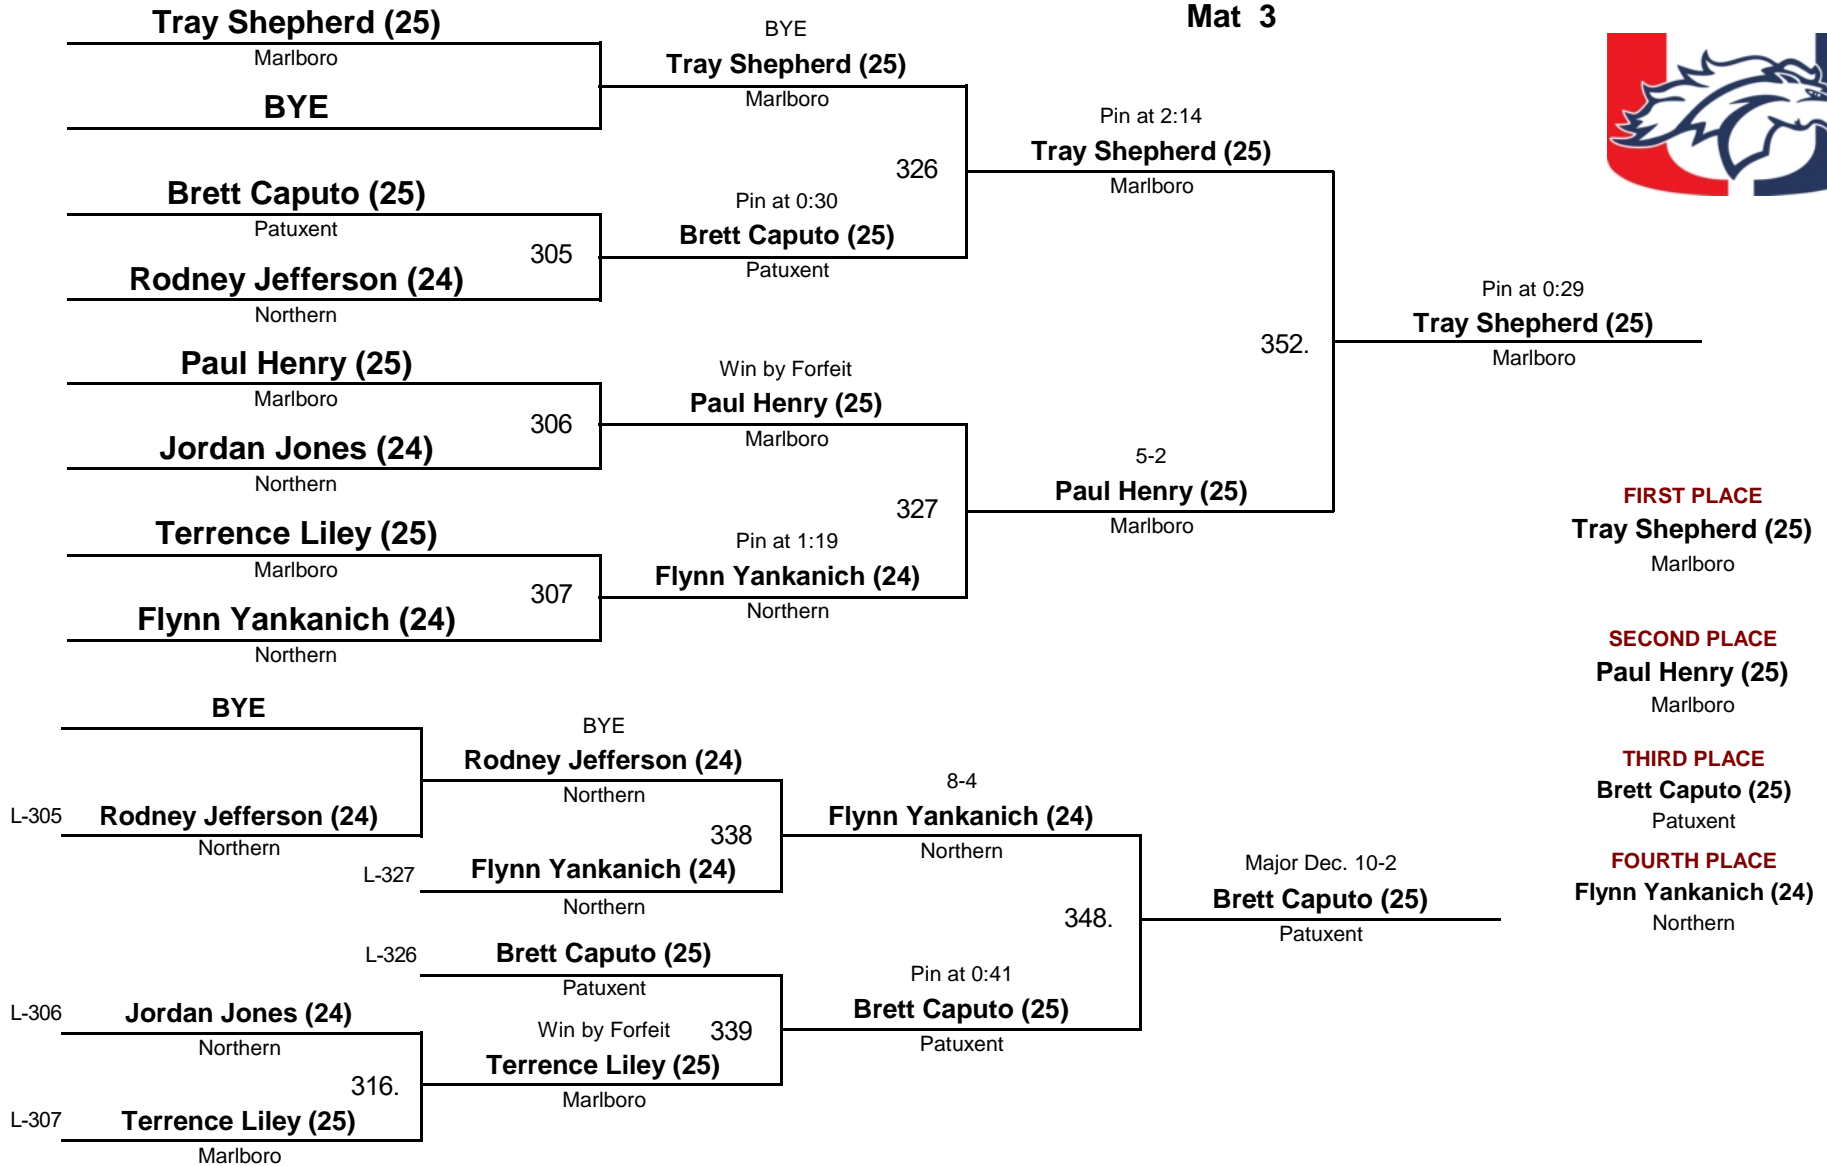 Mat 3
Tray Shepherd (25)
Marlboro
BYE
Brett Caputo (25)
Patuxent
305
Rodney Jefferson (24)
Northern
Paul Henry (25)
Marlboro
306
Jordan Jones (24)
Northern
Terrence Liley (25)
Marlboro
307
Flynn Yankanich (24)
Northern
BYE
Tray Shepherd (25)
Marlboro
326
Pin at 0:30
Brett Caputo (25)
Patuxent
Win by Forfeit
Paul Henry (25)
Marlboro
327
Pin at 1:19
Flynn Yankanich (24)
Northern
Pin at 2:14
Tray Shepherd (25)
Marlboro
352.
5-2
Paul Henry (25)
Marlboro
Pin at 0:29
Tray Shepherd (25)
Marlboro
FIRST PLACE
Tray Shepherd (25)
Marlboro
SECOND PLACE
Paul Henry (25)
Marlboro
THIRD PLACE
Brett Caputo (25)
Patuxent
FOURTH PLACE
Flynn Yankanich (24)
Northern
BYE
L-305 Rodney Jefferson (24)
Northern
L-306 Jordan Jones (24)
Northern
316.
L-307 Terrence Liley (25)
Marlboro
BYE
Rodney Jefferson (24)
Northern
338
L-327 Flynn Yankanich (24)
Northern
L-326 Brett Caputo (25)
Patuxent
Win by Forfeit 339
Terrence Liley (25)
Marlboro
8-4
Flynn Yankanich (24)
Northern
348.
Pin at 0:41
Brett Caputo (25)
Patuxent
Major Dec. 10-2
Brett Caputo (25)
Patuxent